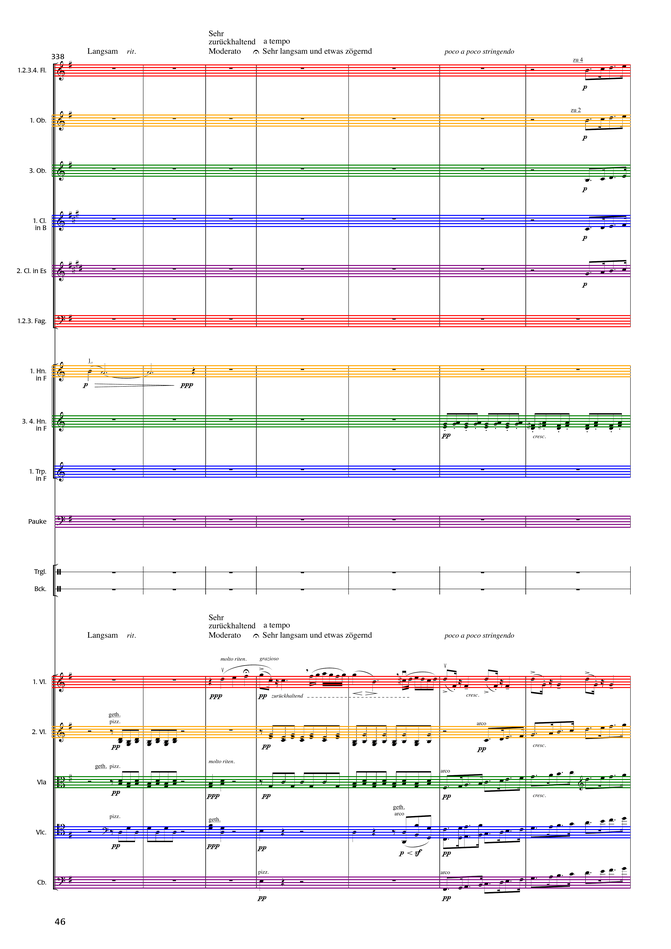 Sehr
zurückhaltend a tempo
Langsam rit. Moderato Sehr langsam und etwas zögernd poco a poco stringendo
338
zu 4
1.2.3.4. Fl.
p
zu 2
1. Ob.
p
3. Ob.
p
1. Cl.
in B
p
2. Cl. in Es
p
1.2.3. Fag.
1.
1. Hn.
in F
p ppp
3. 4. Hn.
in F
pp cresc.
1. Trp.
in F
Pauke
Trgl.
Bck.
Sehr
zurückhaltend a tempo
Langsam rit. Moderato Sehr langsam und etwas zögernd poco a poco stringendo
molto riten. grazioso
1. Vl.
ppp pp zurückhaltend cresc.
geth.
pizz. arco
2. Vl.
pp pp pp cresc.
molto riten.
geth. pizz. arco
Vla
pp ppp pp pp cresc.
geth.
pizz. geth. arco
Vlc.
pp ppp pp p < sf pp
pizz. arco
Cb.
pp pp
46